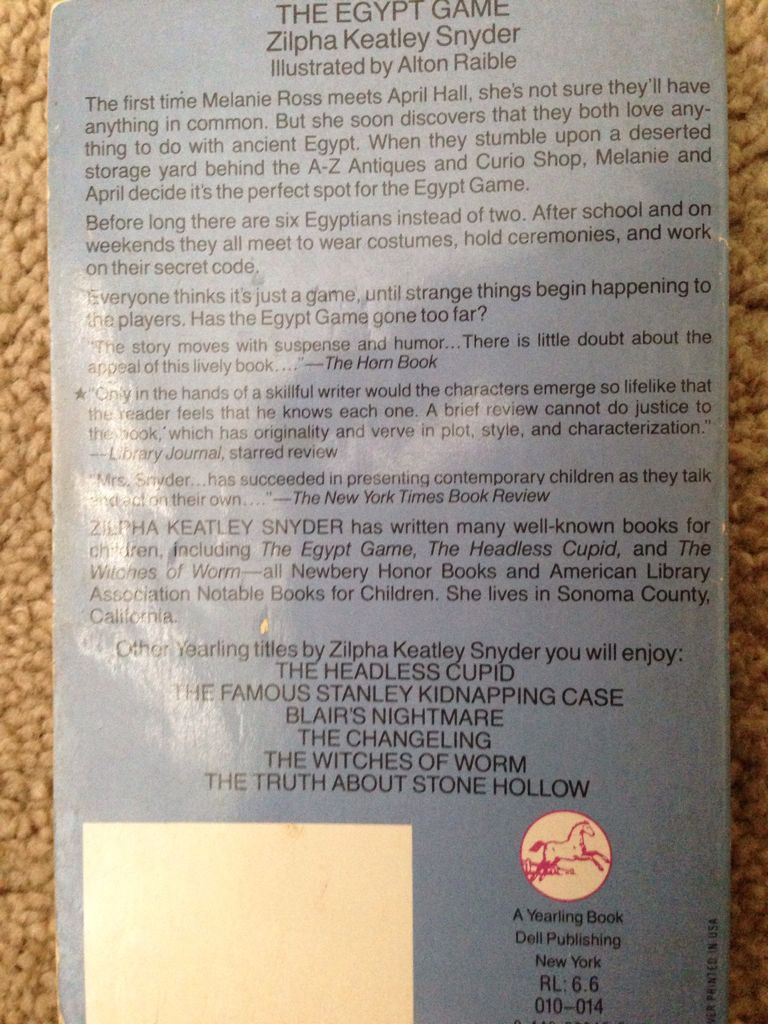 THE EGYPT GAME
Zilpha Keatley Snyder
Illustrated by Alton Raible
The first time Melanie Ross meets April Hall, she's not sure they'll have
anything in common. But she soon discovers that they both love any-
thing to do with ancient Egypt. When they stumble upon a deserted
storage yard behind the A-Z Antiques and Curio Shop, Melanie and
April decide it's the perfect spot for the Egypt Game.
Before long there are six Egyptians instead of two. After school and on
weekends they all meet to wear costumes, hold ceremonies, and work
on their secret code.
Everyone thinks it's just a game, until strange things begin happening to
the players. Has the Egypt Game gone too far?
"The story moves with suspense and humor...There is little doubt about the
appeal of this lively book...."—The Horn Book
★"Only in the hands of a skillful writer would the characters emerge so lifelike that
the reader feels that he knows each one. A brief review cannot do justice to
the book, which has originality and verve in plot, style, and characterization."
—Library Journal, starred review
"Mrs. Snyder...has succeeded in presenting contemporary children as they talk
and act on their own...."—The New York Times Book Review
ZILPHA KEATLEY SNYDER has written many well-known books for
children, including The Egypt Game, The Headless Cupid, and The
Witches of Worm—all Newbery Honor Books and American Library
Association Notable Books for Children. She lives in Sonoma County,
California.
Other Yearling titles by Zilpha Keatley Snyder you will enjoy:
THE HEADLESS CUPID
THE FAMOUS STANLEY KIDNAPPING CASE
BLAIR'S NIGHTMARE
THE CHANGELING
THE WITCHES OF WORM
THE TRUTH ABOUT STONE HOLLOW
A Yearling Book
Dell Publishing
New York
RL: 6.6
010-014
PRINTED IN USA